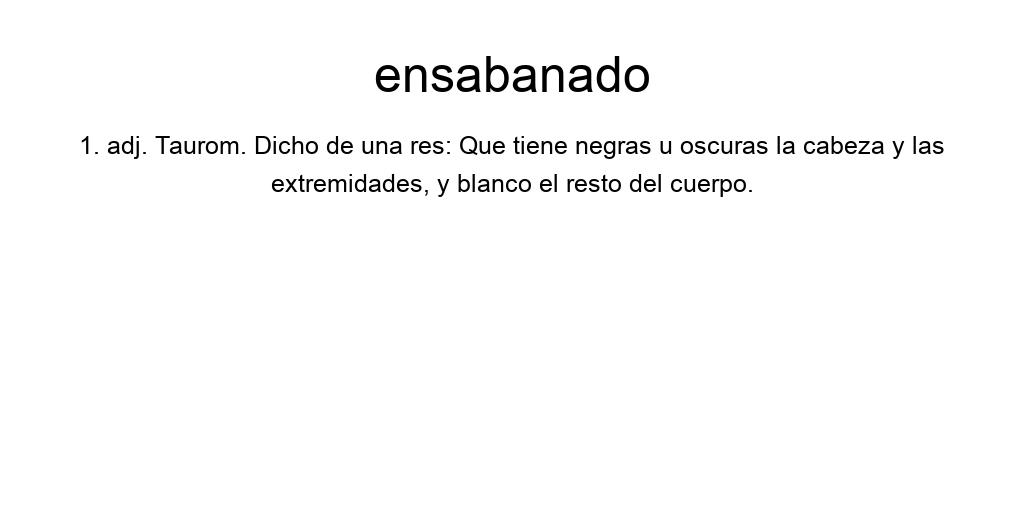 ensabanado
1. adj. Taurom. Dicho de una res: Que tiene negras u oscuras la cabeza y las
extremidades, y blanco el resto del cuerpo.